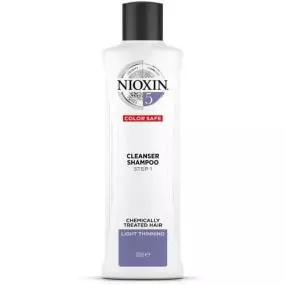 NIOXIN
5
COLOR SAFE
CLEANSER
SHAMPOO
STEP 1
CHEMICALLY
TREATED HAIR
LIGHT THINNING